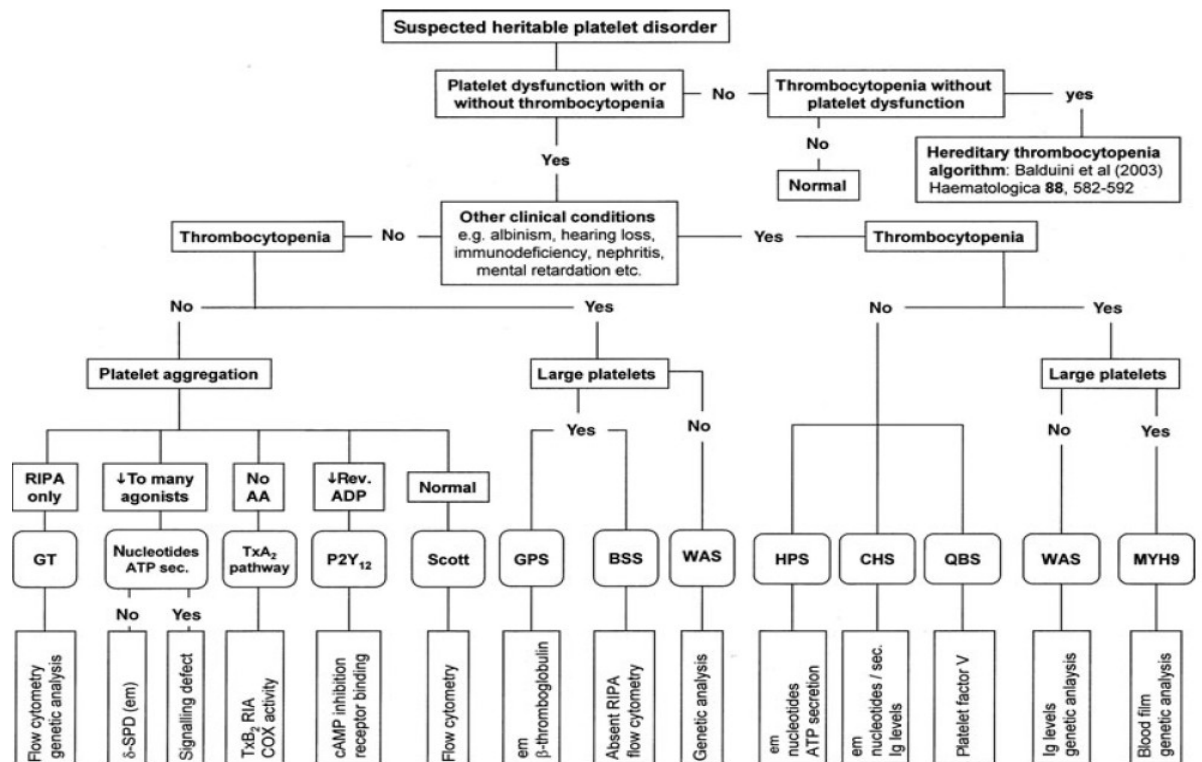 Suspected heritable platelet disorder
Platelet dysfunction with or
without thrombocytopenia
No
Thrombocytopenia without
platelet dysfunction
yes
Yes
No
Normal
Hereditary thrombocytopenia
algorithm: Balduini et al (2003)
Haematologica 88, 582-592
Thrombocytopenia
No
Other clinical conditions
e.g. albinism, hearing loss,
immunodeficiency, nephritis,
mental retardation etc.
Yes
Thrombocytopenia
No
Yes
No
Yes
Platelet aggregation
Large platelets
Large platelets
Yes
No
No
Yes
RIPA
only
↓To many
agonists
No
AA
↓Rev.
ADP
Normal
GT
Nucleotides
ATP sec.
TxA₂
pathway
P2Y₁₂
Scott
GPS
BSS
WAS
HPS
CHS
QBS
WAS
MYH9
No
Yes
Flow cytometry
genetic analysis
δ-SPD (em)
Signalling defect
TxB₂ RIA
COX activity
cAMP inhibition
receptor binding
Flow cytometry
em
β-thromboglobulin
Absent RIPA
flow cytometry
Genetic analysis
em
nucleotides
ATP secretion
em
nucleotides / sec.
Ig levels
Platelet factor V
Ig levels
genetic anlaysis
Blood film
genetic analysis